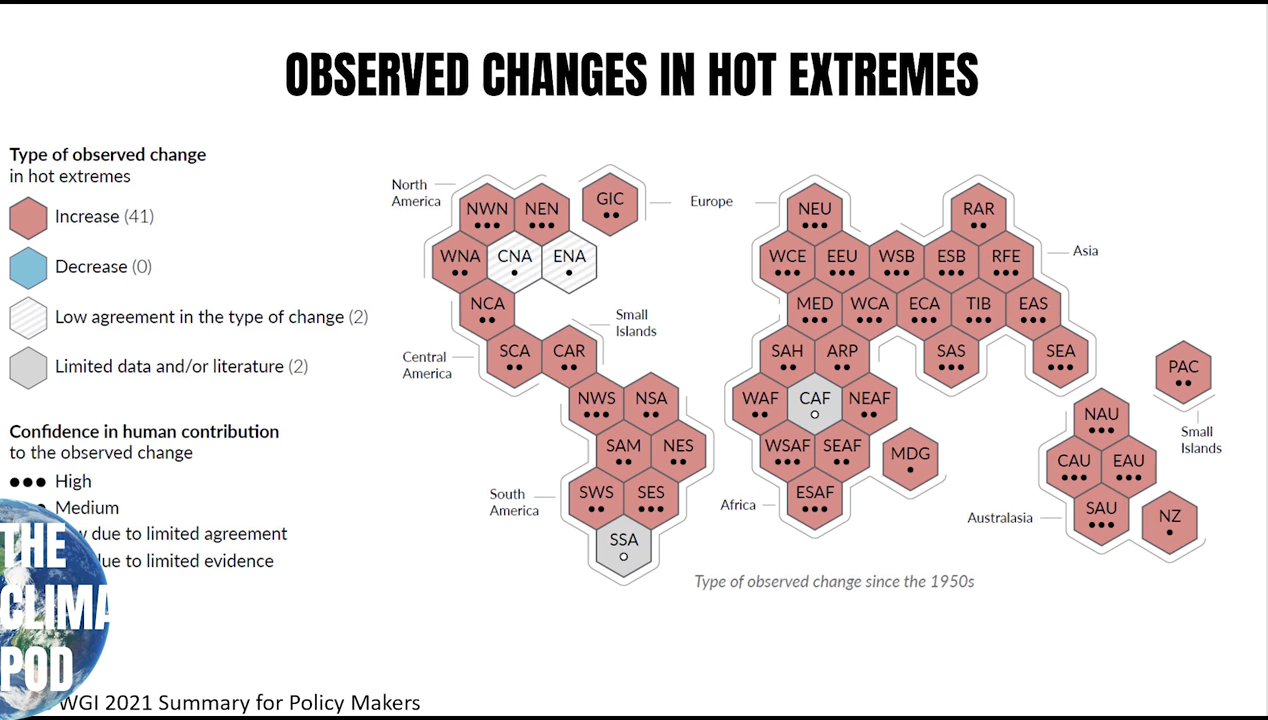 OBSERVED CHANGES IN HOT EXTREMES
Type of observed change
in hot extremes
Increase (41)
Decrease (0)
Low agreement in the type of change (2)
Limited data and/or literature (2)
Confidence in human contribution
to the observed change
High
Medium
due to limited agreement
due to limited evidence
North
America
NWN
NEN
GIC
WNA
CNA
ENA
NCA
Small
Islands
Central
America
SCA
CAR
NWS
NSA
SAM
NES
South
America
SWS
SES
SSA
Europe
NEU
RAR
WCE
EEU
WSB
ESB
RFE
Asia
MED
WCA
ECA
TIB
EAS
SAH
ARP
SAS
SEA
WAF
CAF
NEAF
WSAF
SEAF
MDG
Africa
ESAF
PAC
Small
Islands
NAU
CAU
EAU
Australasia
SAU
NZ
Type of observed change since the 1950s
THE
CLIMA
POD
WGI 2021 Summary for Policy Makers